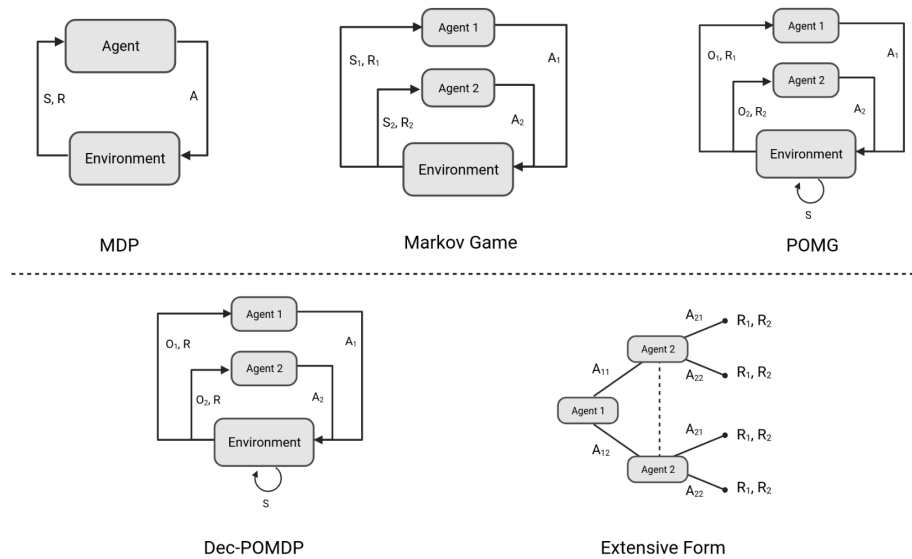 Agent
S, R
A
Environment
MDP
Agent 1
S₁, R₁
A₁
Agent 2
S₂, R₂
A₂
Environment
Markov Game
Agent 1
O₁, R₁
A₁
Agent 2
O₂, R₂
A₂
Environment
S
POMG
Agent 1
O₁, R
A₁
Agent 2
O₂, R
A₂
Environment
S
Dec-POMDP
A₂₁
R₁, R₂
Agent 2
A₁₁
A₂₂
R₁, R₂
Agent 1
A₂₁
R₁, R₂
A₁₂
Agent 2
A₂₂
R₁, R₂
Extensive Form